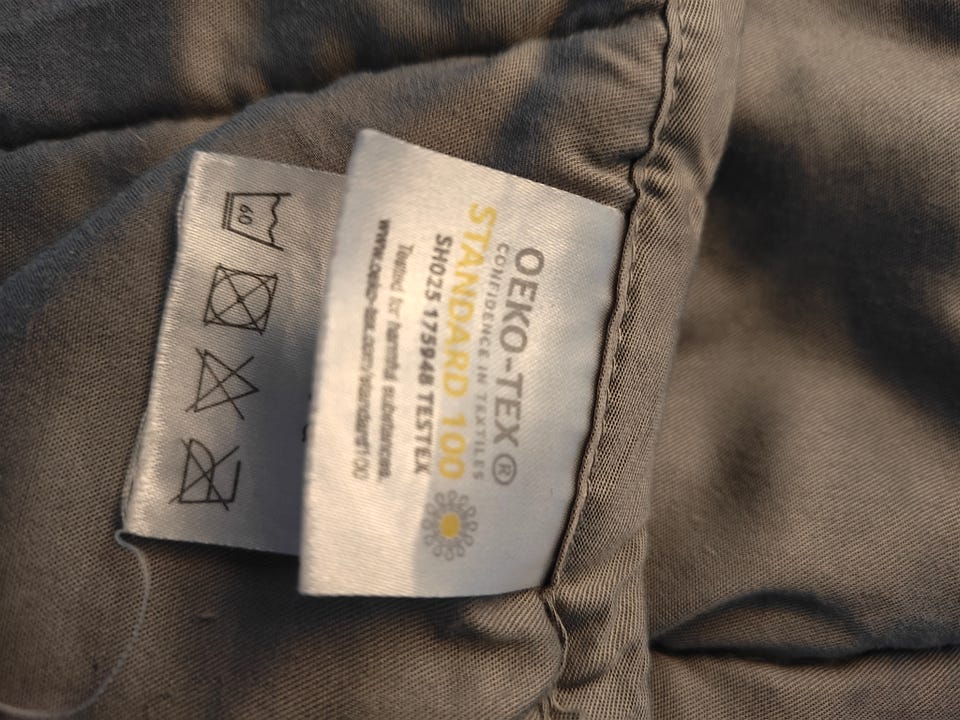 OEKO-TEX®
CONFIDENCE IN TEXTILES
STANDARD 100
SH025 175948 TESTEX
Tested for harmful substances.
www.oeko-tex.com/standard100
60